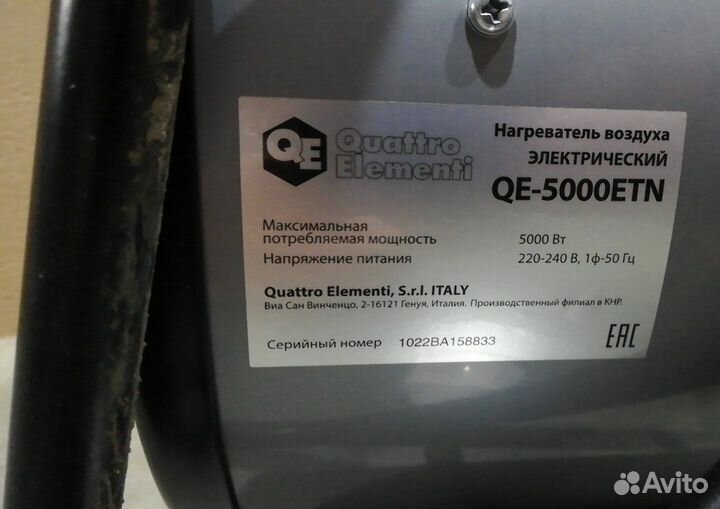 QE Quattro
Elementi
Нагреватель воздуха
ЭЛЕКТРИЧЕСКИЙ
QE-5000ETN
Максимальная
потребляемая мощность 5000 Вт
Напряжение питания 220-240 В, 1ф-50 Гц
Quattro Elementi, S.r.l. ITALY
Виа Сан Винченцо, 2-16121 Генуя, Италия. Производственный филиал в КНР.
Серийный номер 1022BA158833
EAC
Avito